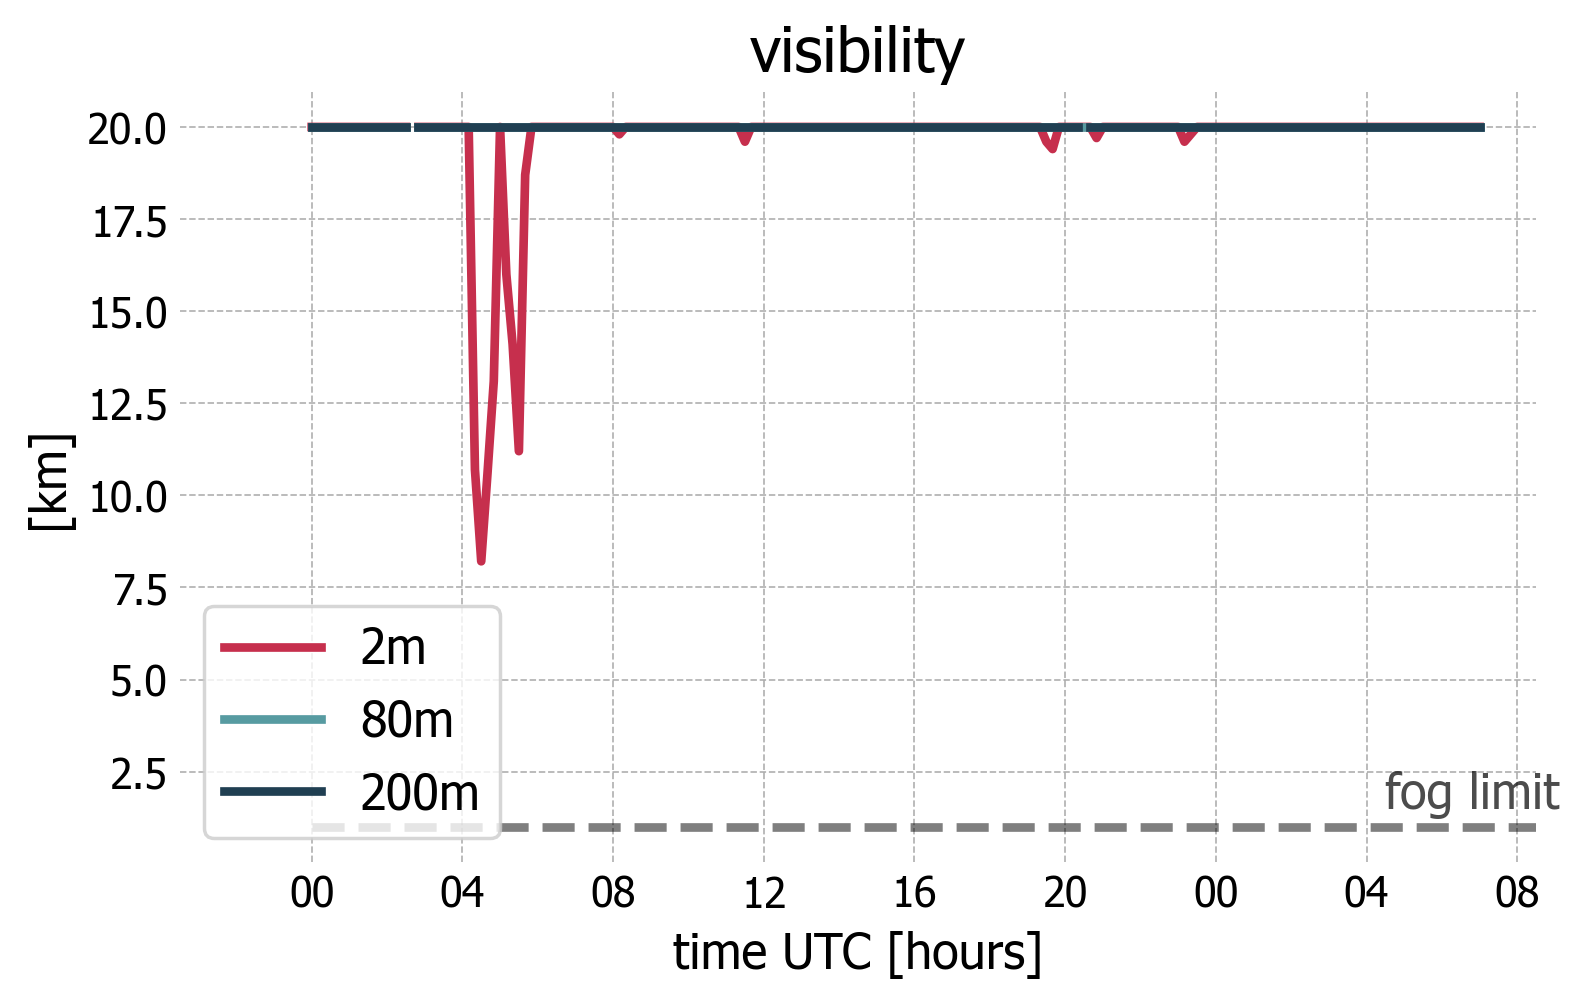 visibility
20.0
17.5
15.0
12.5
10.0
7.5
5.0
2.5
[km]
2m
80m
200m
fog limit
00 04 08 12 16 20 00 04 08
time UTC [hours]